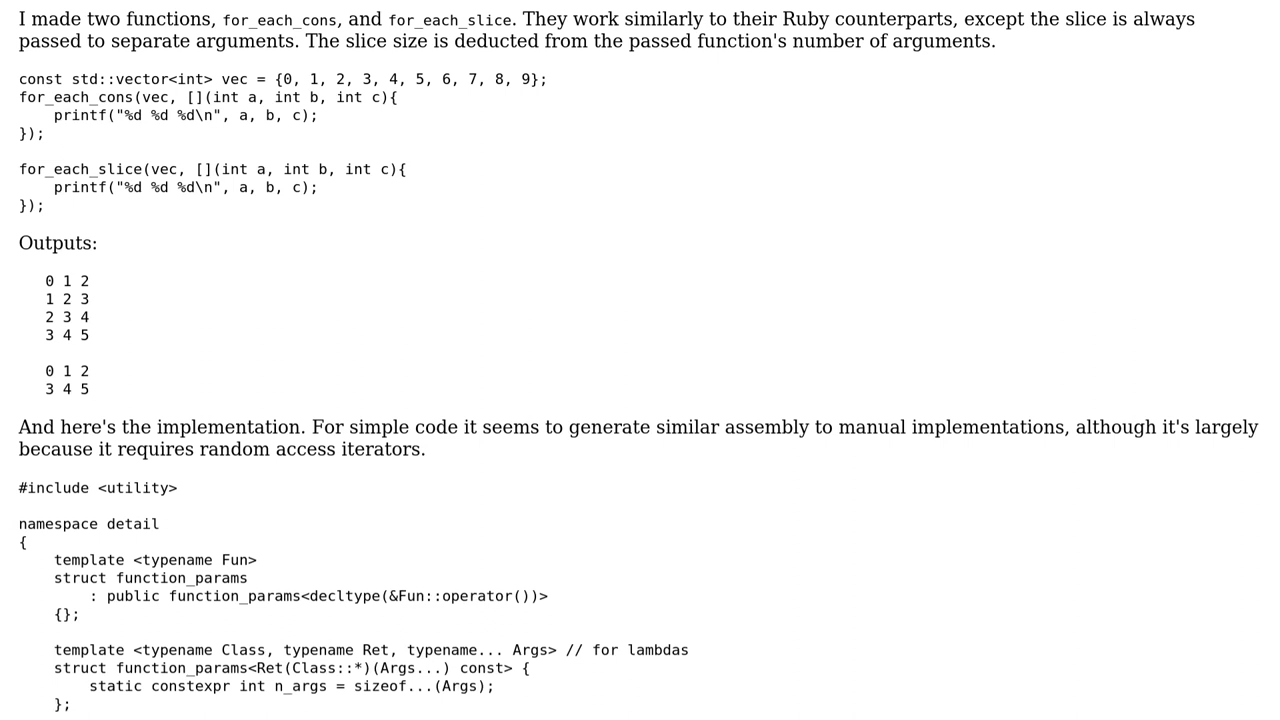 I made two functions, for_each_cons, and for_each_slice. They work similarly to their Ruby counterparts, except the slice is always
passed to separate arguments. The slice size is deducted from the passed function's number of arguments.
const std::vector<int> vec = {0, 1, 2, 3, 4, 5, 6, 7, 8, 9};
for_each_cons(vec, [](int a, int b, int c){
    printf("%d %d %d\n", a, b, c);
});
for_each_slice(vec, [](int a, int b, int c){
    printf("%d %d %d\n", a, b, c);
});
Outputs:
   0 1 2
   1 2 3
   2 3 4
   3 4 5
   0 1 2
   3 4 5
And here's the implementation. For simple code it seems to generate similar assembly to manual implementations, although it's largely
because it requires random access iterators.
#include <utility>
namespace detail
{
    template <typename Fun>
    struct function_params
        : public function_params<decltype(&Fun::operator())>
    {};
    template <typename Class, typename Ret, typename... Args> // for lambdas
    struct function_params<Ret(Class::*)(Args...) const> {
        static constexpr int n_args = sizeof...(Args);
    };